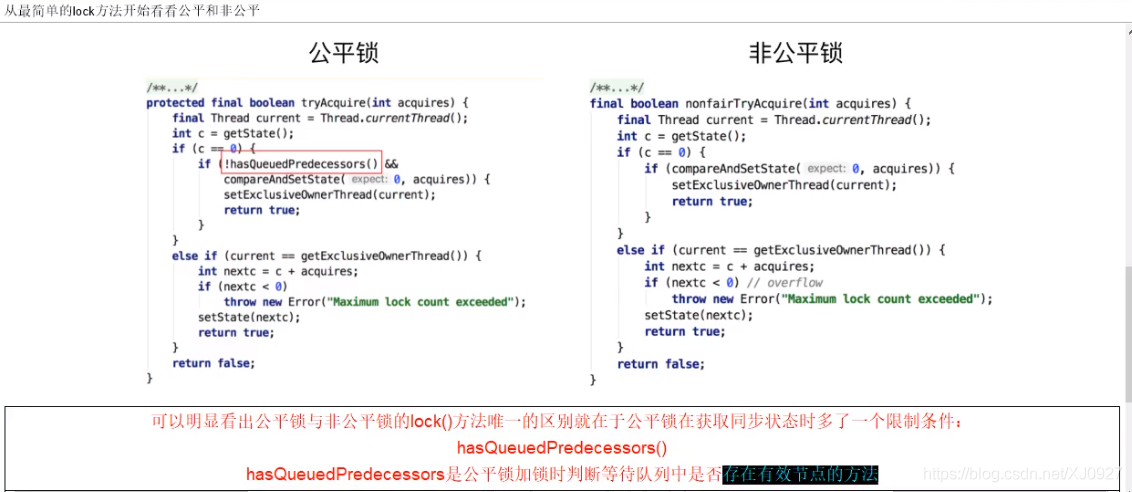 从最简单的lock方法开始看看公平和非公平
公平锁
/**...*/
protected final boolean tryAcquire(int acquires) {
final Thread current = Thread.currentThread();
int c = getState();
if (c == 0) {
if (!hasQueuedPredecessors() &&
compareAndSetState( expect: 0, acquires)) {
setExclusiveOwnerThread(current);
return true;
}
}
else if (current == getExclusiveOwnerThread()) {
int nextc = c + acquires;
if (nextc < 0)
throw new Error("Maximum lock count exceeded");
setState(nextc);
return true;
}
return false;
}
非公平锁
/**...*/
final boolean nonfairTryAcquire(int acquires) {
final Thread current = Thread.currentThread();
int c = getState();
if (c == 0) {
if (compareAndSetState( expect: 0, acquires)) {
setExclusiveOwnerThread(current);
return true;
}
}
else if (current == getExclusiveOwnerThread()) {
int nextc = c + acquires;
if (nextc < 0) // overflow
throw new Error("Maximum lock count exceeded");
setState(nextc);
return true;
}
return false;
}
可以明显看出公平锁与非公平锁的lock()方法唯一的区别就在于公平锁在获取同步状态时多了一个限制条件：
hasQueuedPredecessors()
hasQueuedPredecessors是公平锁加锁时判断等待队列中是否存在有效节点的方法
https://blog.csdn.net/XJ0927